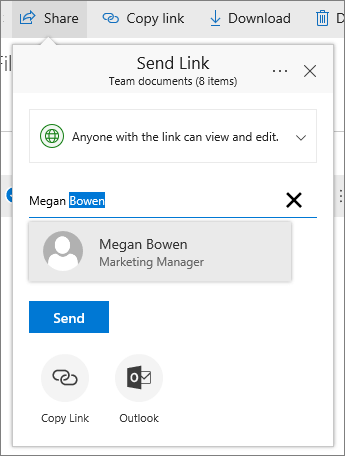 Share Copy link Download D
Fil
Send Link
Team documents (8 items)
Anyone with the link can view and edit.
Megan Bowen
Megan Bowen
Marketing Manager
Send
Copy Link Outlook